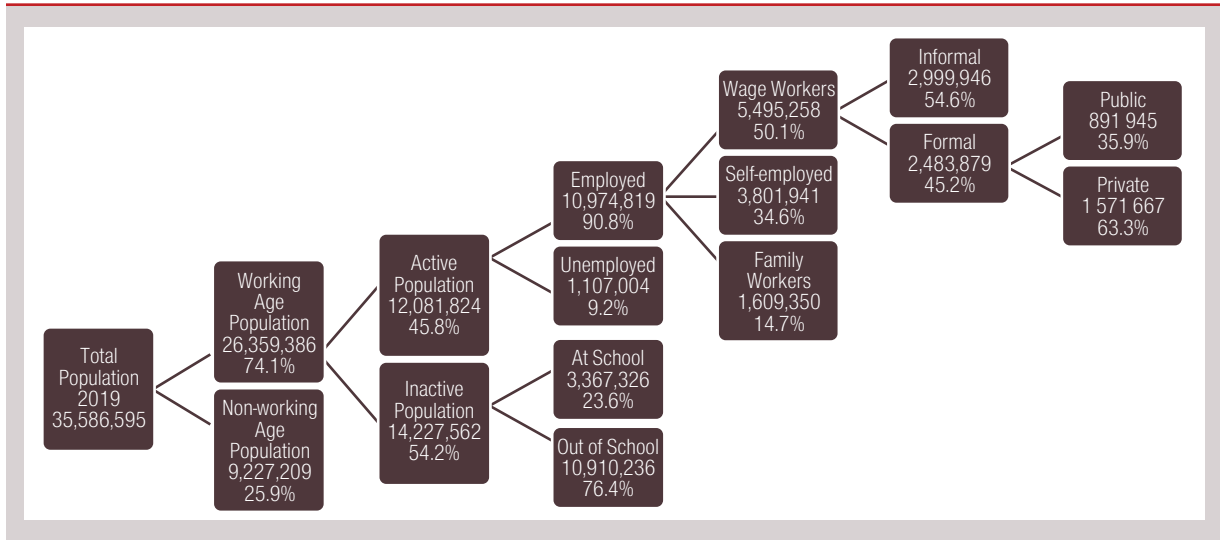 Total
Population
2019
35,586,595
Working
Age
Population
26,359,386
74.1%
Non-working
Age
Population
9,227,209
25.9%
Active
Population
12,081,824
45.8%
Inactive
Population
14,227,562
54.2%
Employed
10,974,819
90.8%
Unemployed
1,107,004
9.2%
At School
3,367,326
23.6%
Out of School
10,910,236
76.4%
Wage Workers
5,495,258
50.1%
Self-employed
3,801,941
34.6%
Family
Workers
1,609,350
14.7%
Informal
2,999,946
54.6%
Formal
2,483,879
45.2%
Public
891 945
35.9%
Private
1 571 667
63.3%